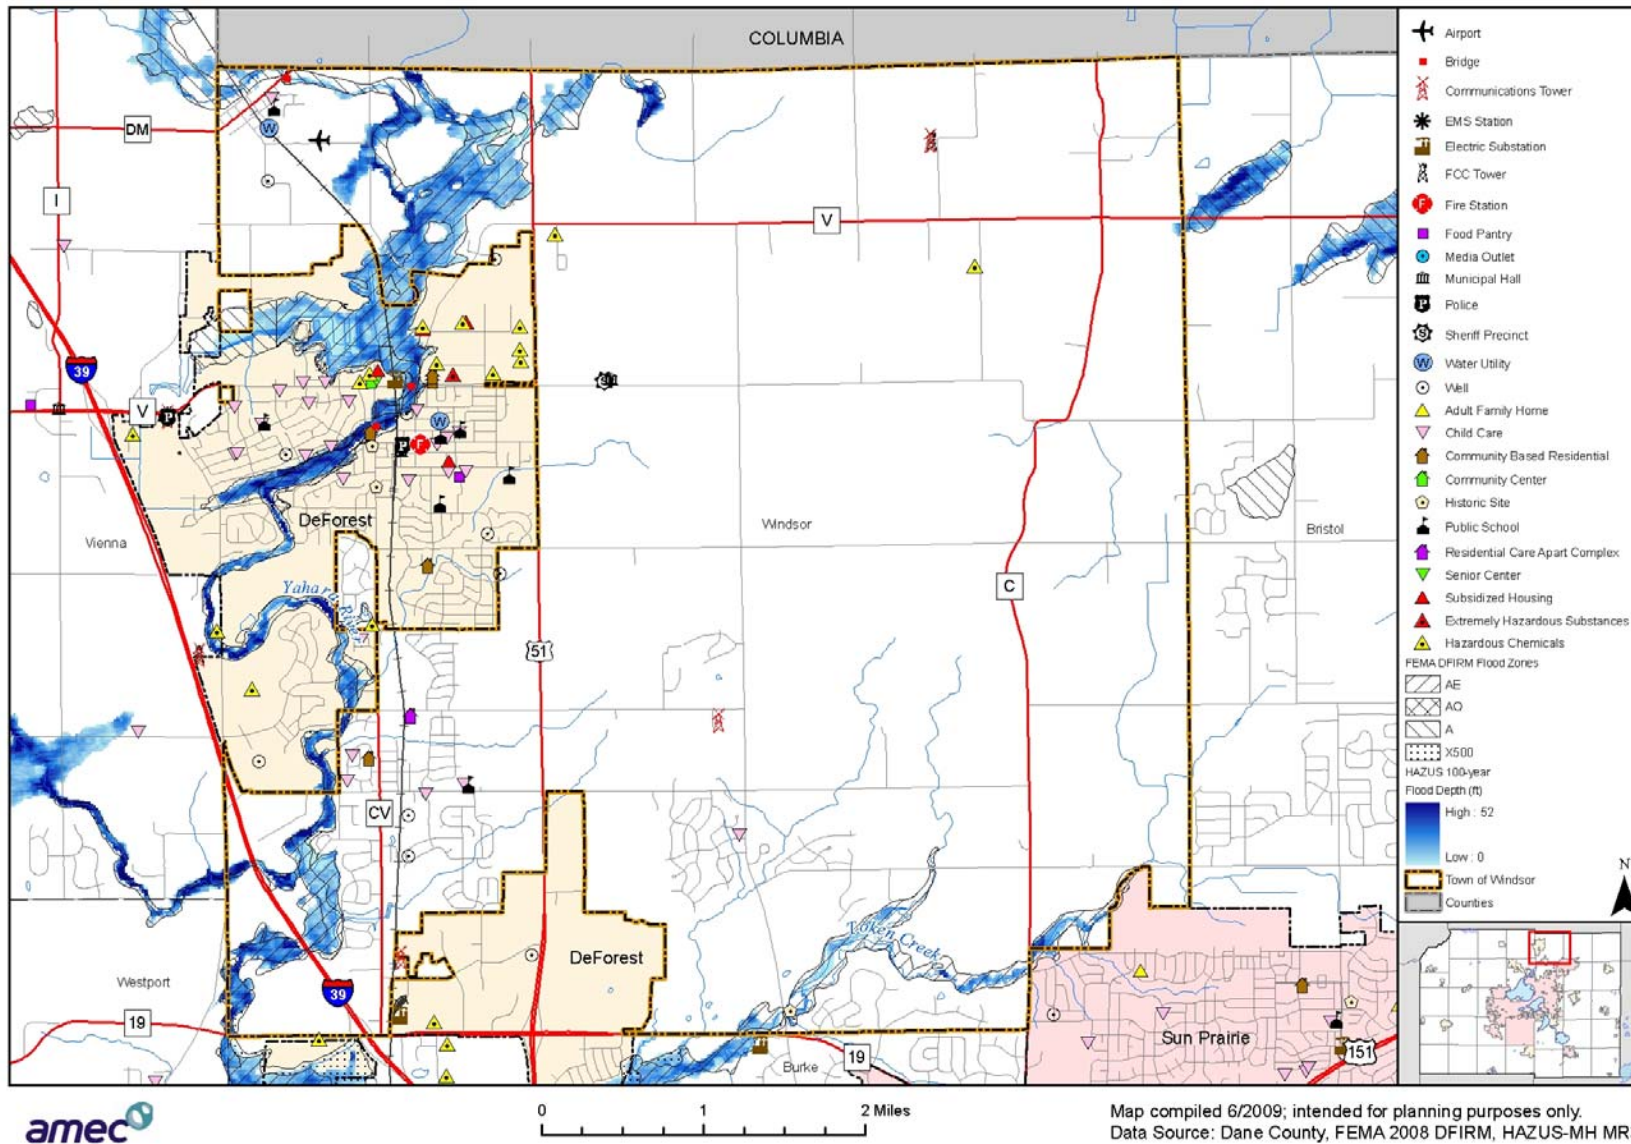 COLUMBIA
DM
I
V
39
V
DeForest
Vienna
Windsor
Bristol
Yahara River
C
51
CV
Token Creek
DeForest
Westport
39
19
Sun Prairie
151
19
Burke
Airport
Bridge
Communications Tower
EMS Station
Electric Substation
FCC Tower
F Fire Station
Food Pantry
Media Outlet
Municipal Hall
P Police
S Sheriff Precinct
W Water Utility
Well
Adult Family Home
Child Care
Community Based Residential
Community Center
Historic Site
Public School
Residential Care Apart Complex
Senior Center
Subsidized Housing
Extremely Hazardous Substances
Hazardous Chemicals
FEMA DFIRM Flood Zones
AE
AO
A
X500
HAZUS 100-year
Flood Depth (ft)
High : 52
Low : 0
Town of Windsor
Counties
N
amec
0 1 2 Miles
Map compiled 6/2009; intended for planning purposes only.
Data Source: Dane County, FEMA 2008 DFIRM, HAZUS-MH MR